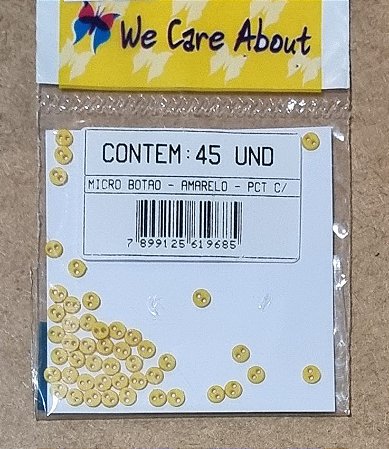 We Care About
CONTEM: 45 UND
MICRO BOTAO - AMARELO - PCT C/
7 899125 619685